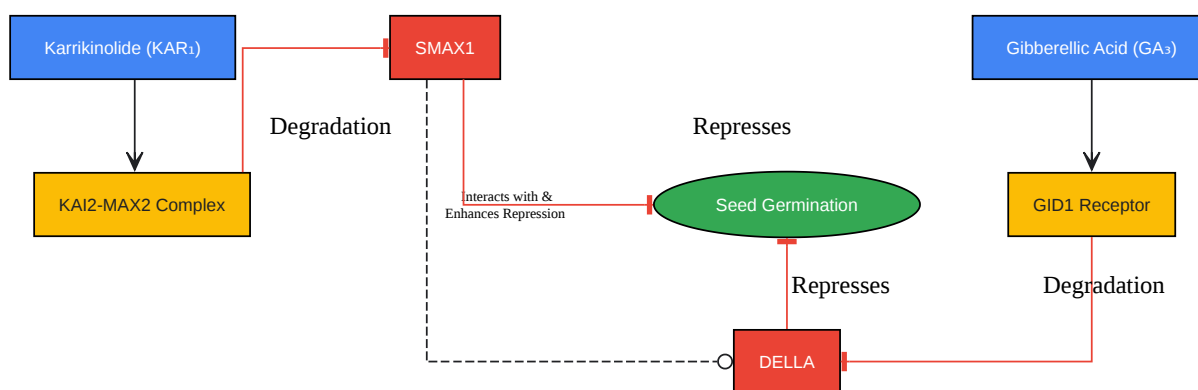 Karrikinolide (KAR₁)
SMAX1
Gibberellic Acid (GA₃)
Degradation
Represses
KAI2-MAX2 Complex
Interacts with &
Enhances Repression
Seed Germination
GID1 Receptor
Represses
Degradation
DELLA